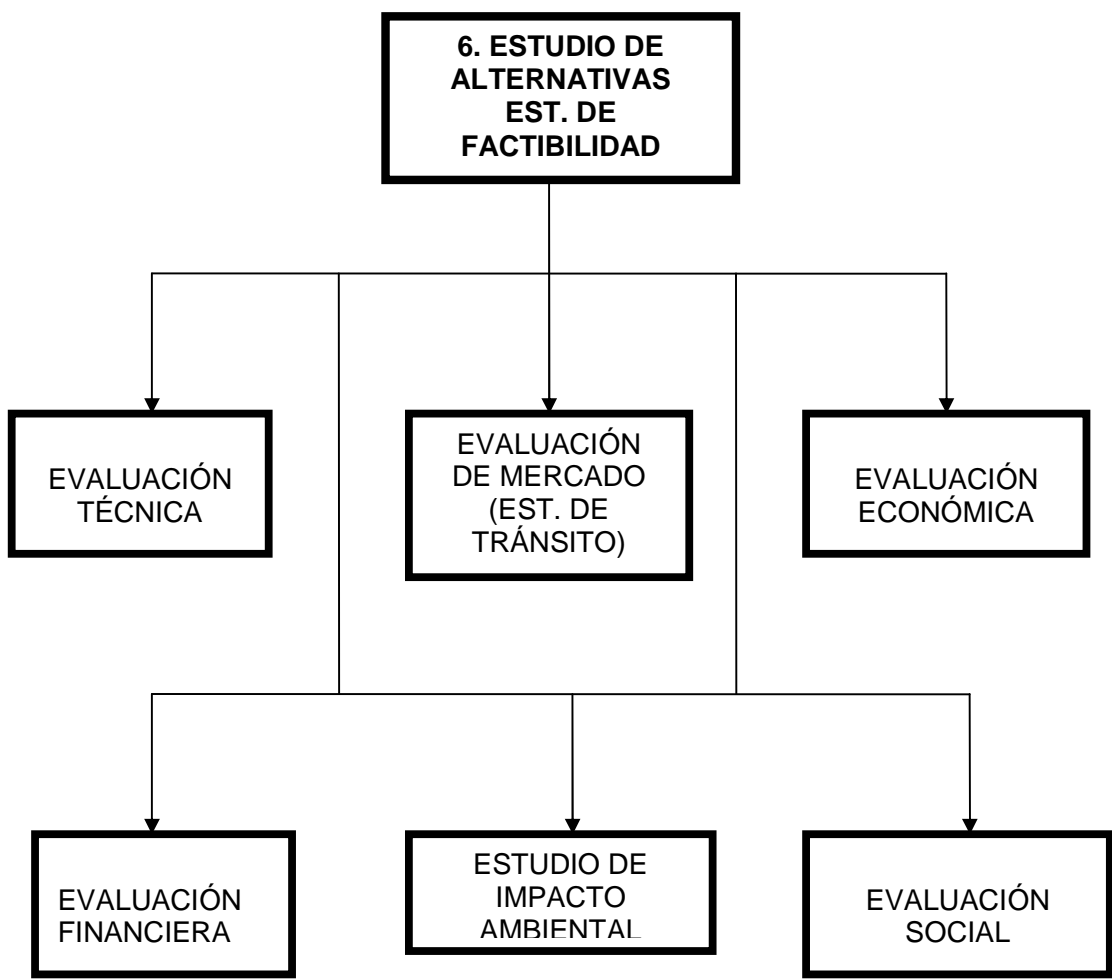 6. ESTUDIO DE
ALTERNATIVAS
EST. DE
FACTIBILIDAD
EVALUACIÓN
TÉCNICA
EVALUACIÓN
DE MERCADO
(EST. DE
TRÁNSITO)
EVALUACIÓN
ECONÓMICA
EVALUACIÓN
FINANCIERA
ESTUDIO DE
IMPACTO
AMBIENTAL
EVALUACIÓN
SOCIAL